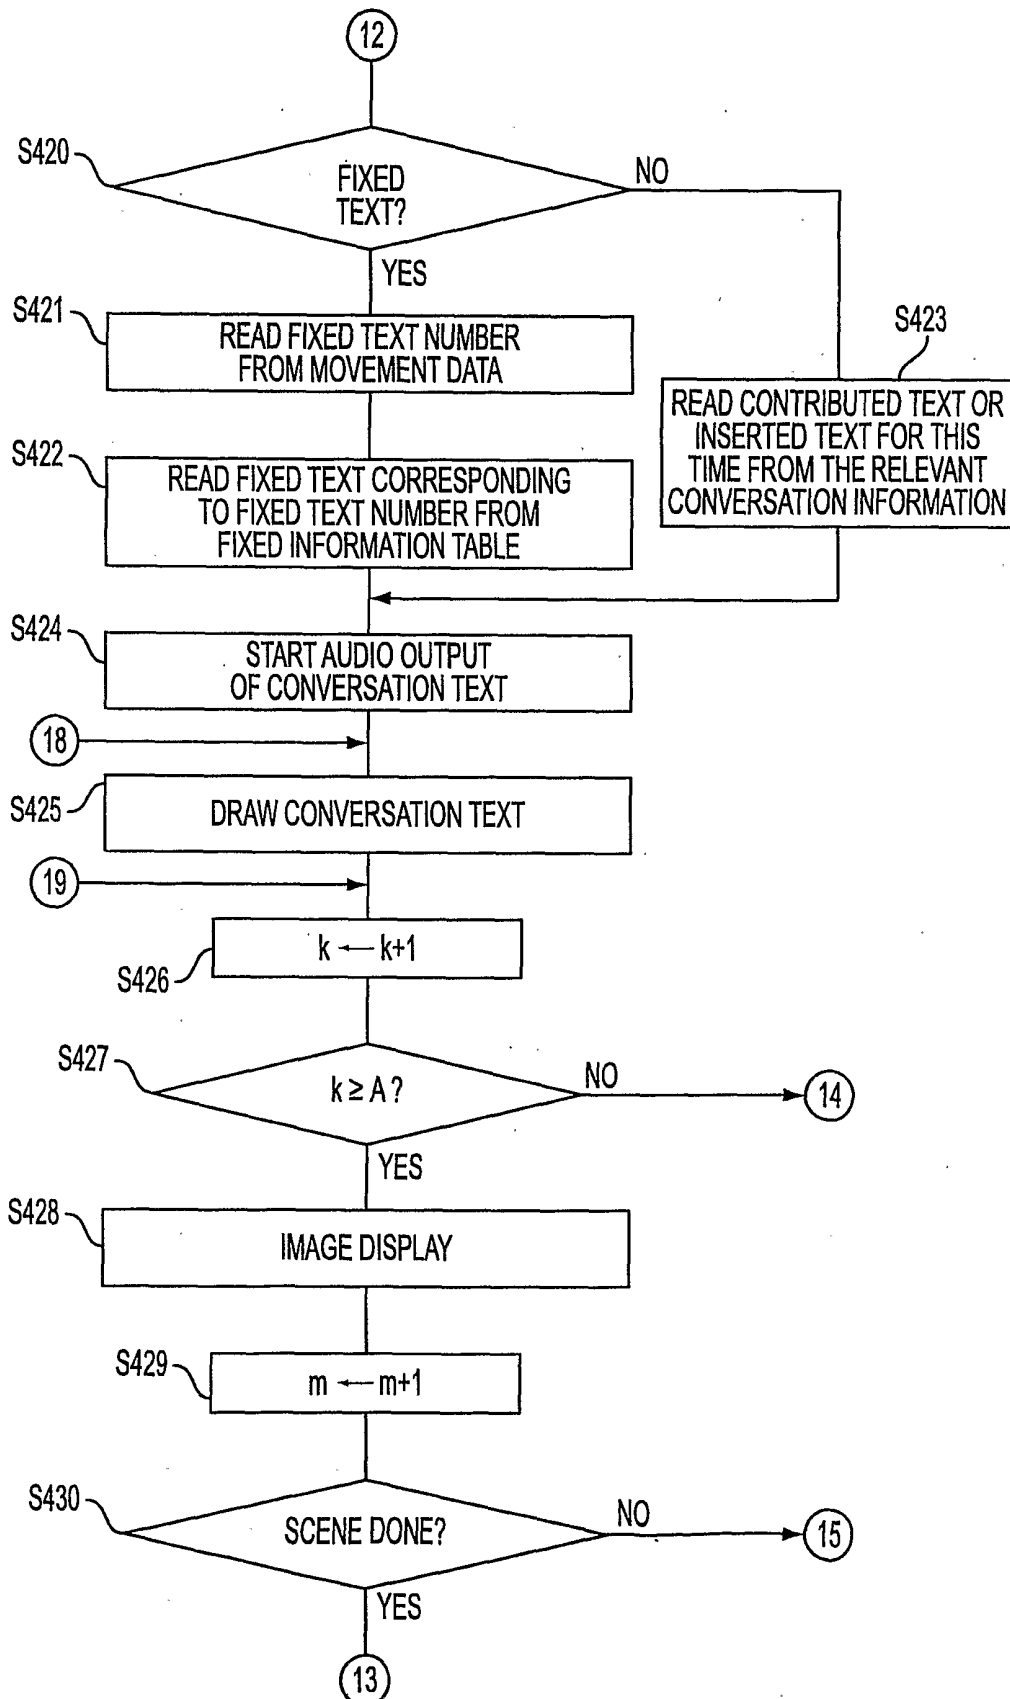 12
S420
FIXED
TEXT?
NO
YES
S421
READ FIXED TEXT NUMBER
FROM MOVEMENT DATA
S423
READ CONTRIBUTED TEXT OR
INSERTED TEXT FOR THIS
TIME FROM THE RELEVANT
CONVERSATION INFORMATION
S422
READ FIXED TEXT CORRESPONDING
TO FIXED TEXT NUMBER FROM
FIXED INFORMATION TABLE
S424
START AUDIO OUTPUT
OF CONVERSATION TEXT
18
S425
DRAW CONVERSATION TEXT
19
k ← k+1
S426
S427
k ≥ A ?
NO
14
YES
S428
IMAGE DISPLAY
S429
m ← m+1
S430
SCENE DONE?
NO
15
YES
13